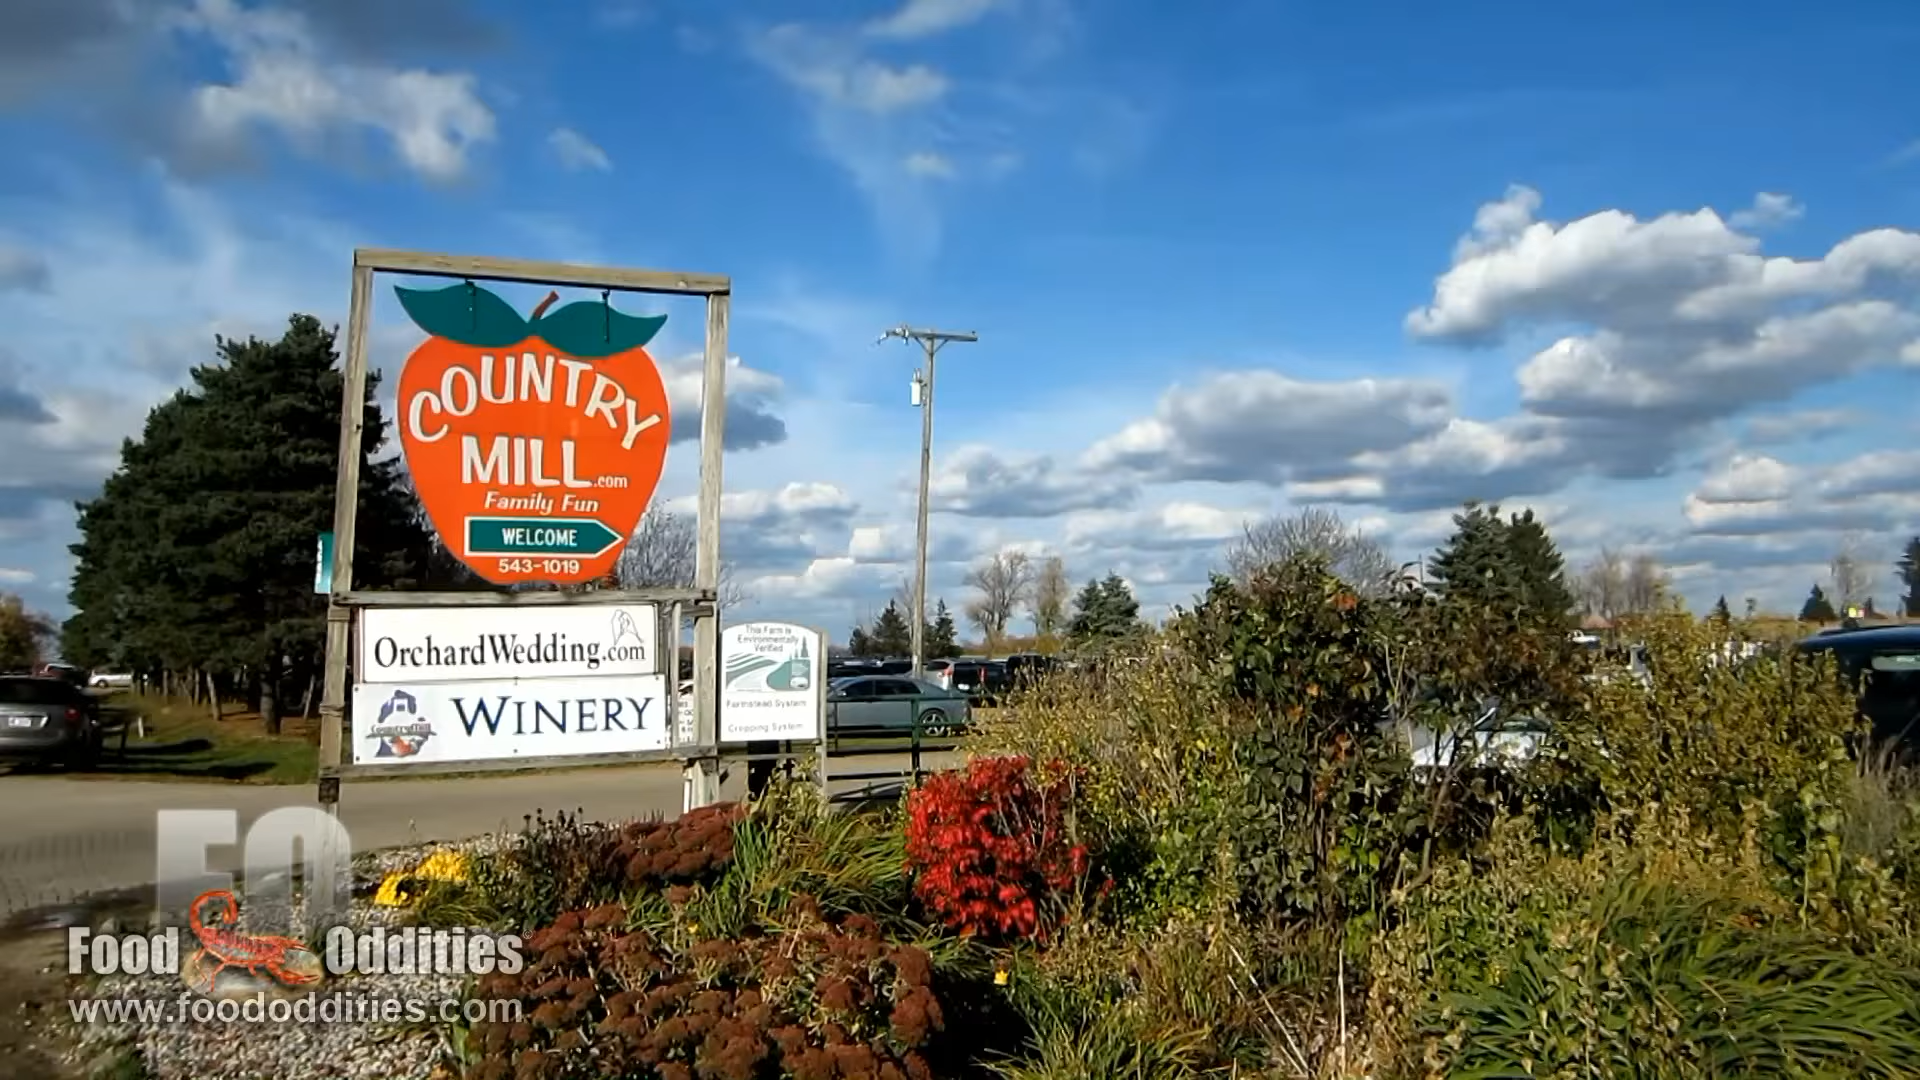 COUNTRY
MILL.com
Family Fun
WELCOME
543-1019
OrchardWedding.com
WINERY
This Farm is
Environmentally
Verified
Farmstead System
Cropping System
FO
Food Oddities
www.foododdities.com